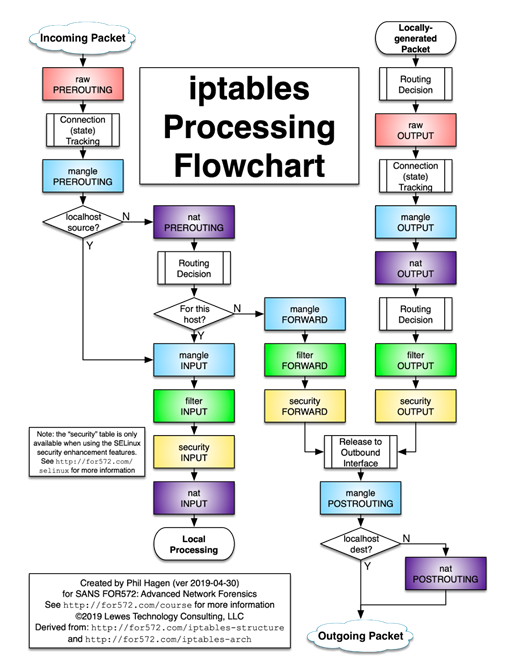 Incoming Packet
raw
PREROUTING
Connection
(state)
Tracking
mangle
PREROUTING
localhost
source?
N
Y
nat
PREROUTING
Routing
Decision
For this
host?
N
Y
mangle
INPUT
filter
INPUT
security
INPUT
nat
INPUT
Local
Processing
iptables
Processing
Flowchart
mangle
FORWARD
filter
FORWARD
security
FORWARD
Locally-
generated
Packet
Routing
Decision
raw
OUTPUT
Connection
(state)
Tracking
mangle
OUTPUT
nat
OUTPUT
Routing
Decision
filter
OUTPUT
security
OUTPUT
Release to
Outbound
Interface
mangle
POSTROUTING
localhost
dest?
N
Y
nat
POSTROUTING
Outgoing Packet
Note: the "security" table is only
available when using the SELinux
security enhancement features.
See http://for572.com/
selinux for more information
Created by Phil Hagen (ver 2019-04-30)
for SANS FOR572: Advanced Network Forensics
See http://for572.com/course for more information
©2019 Lewes Technology Consulting, LLC
Derived from: http://for572.com/iptables-structure
and http://for572.com/iptables-arch